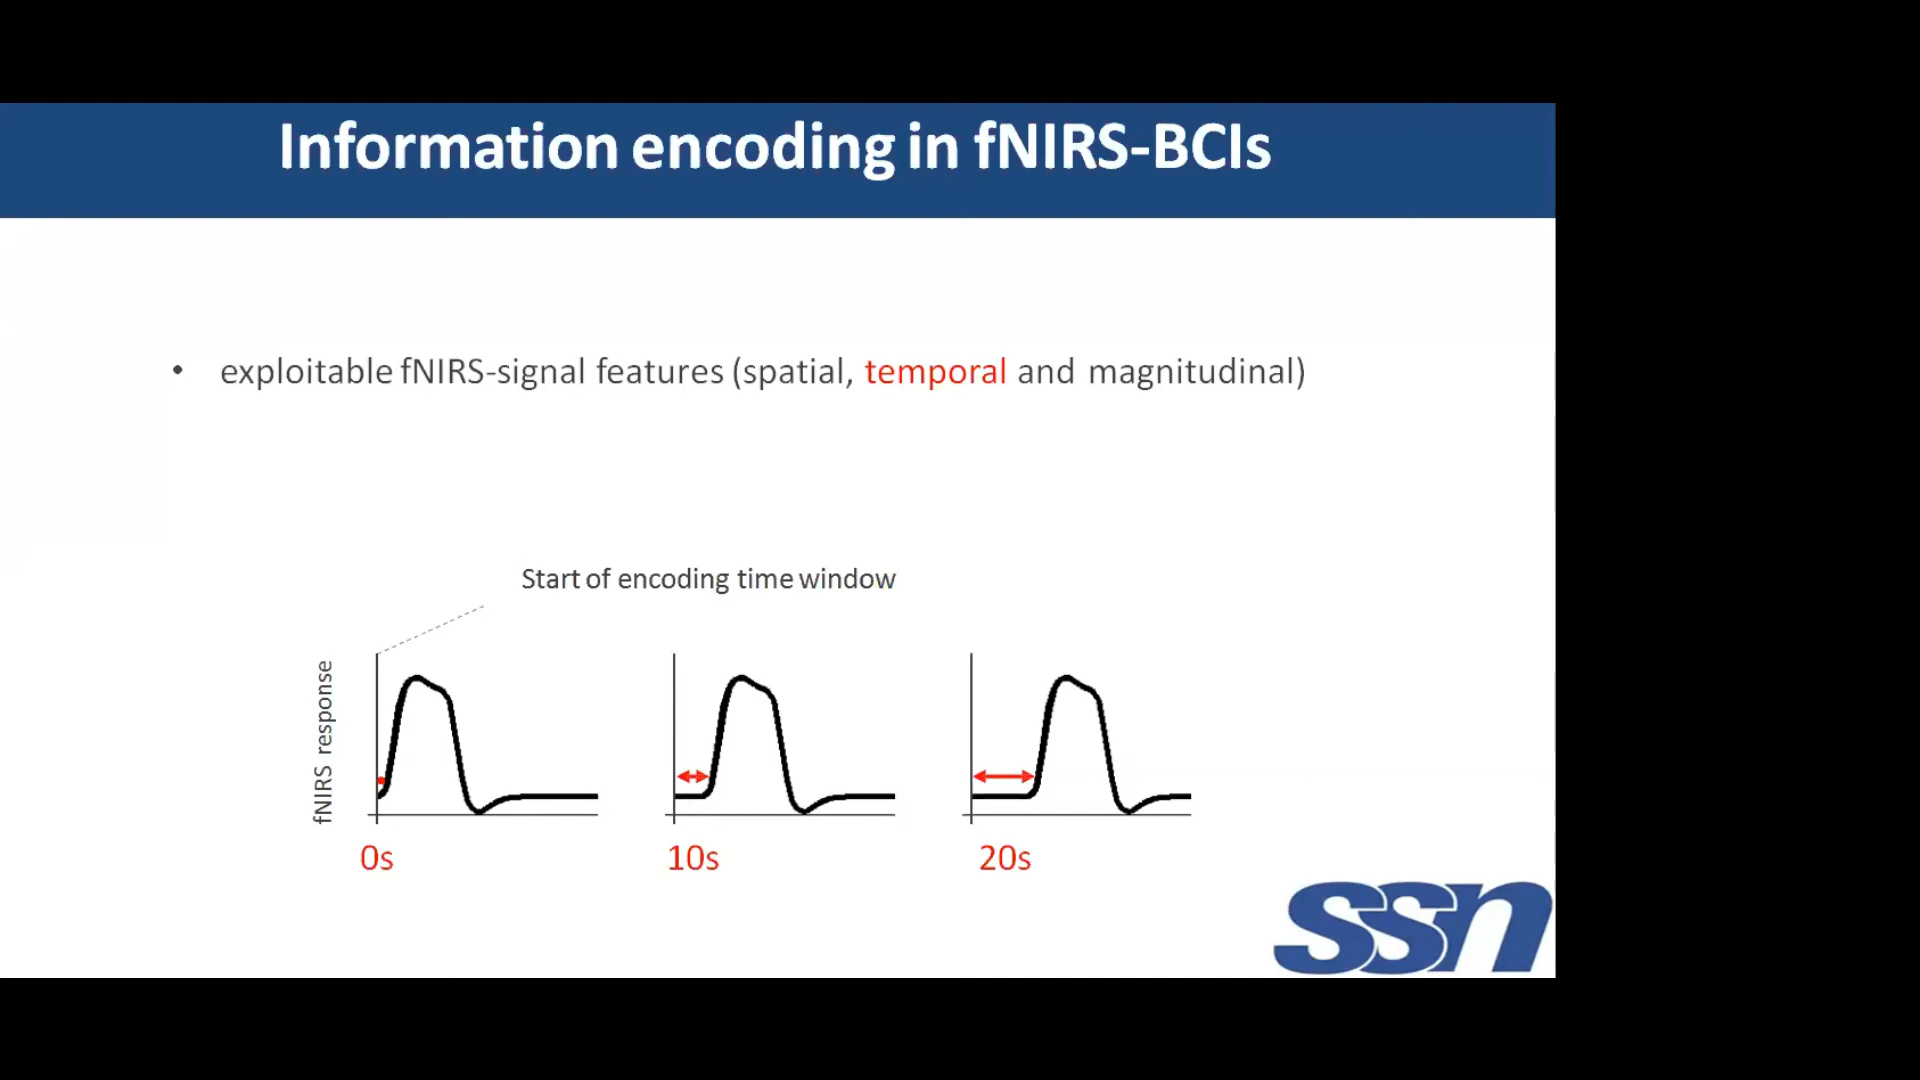 Information encoding in fNIRS-BCIs
• exploitable fNIRS-signal features (spatial, temporal and magnitudinal)
Start of encoding time window
fNIRS response
0s
10s
20s
ssn